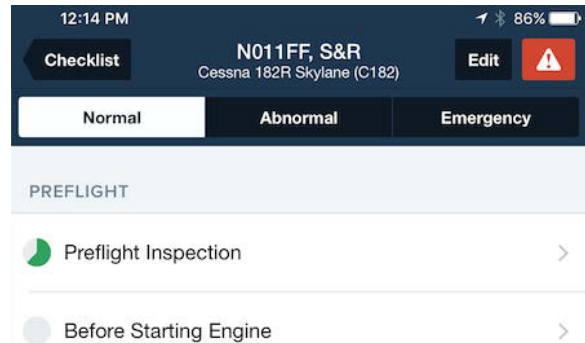 12:14 PM 86%
Checklist
N011FF, S&R
Cessna 182R Skylane (C182)
Edit
Normal Abnormal Emergency
PREFLIGHT
Preflight Inspection
Before Starting Engine